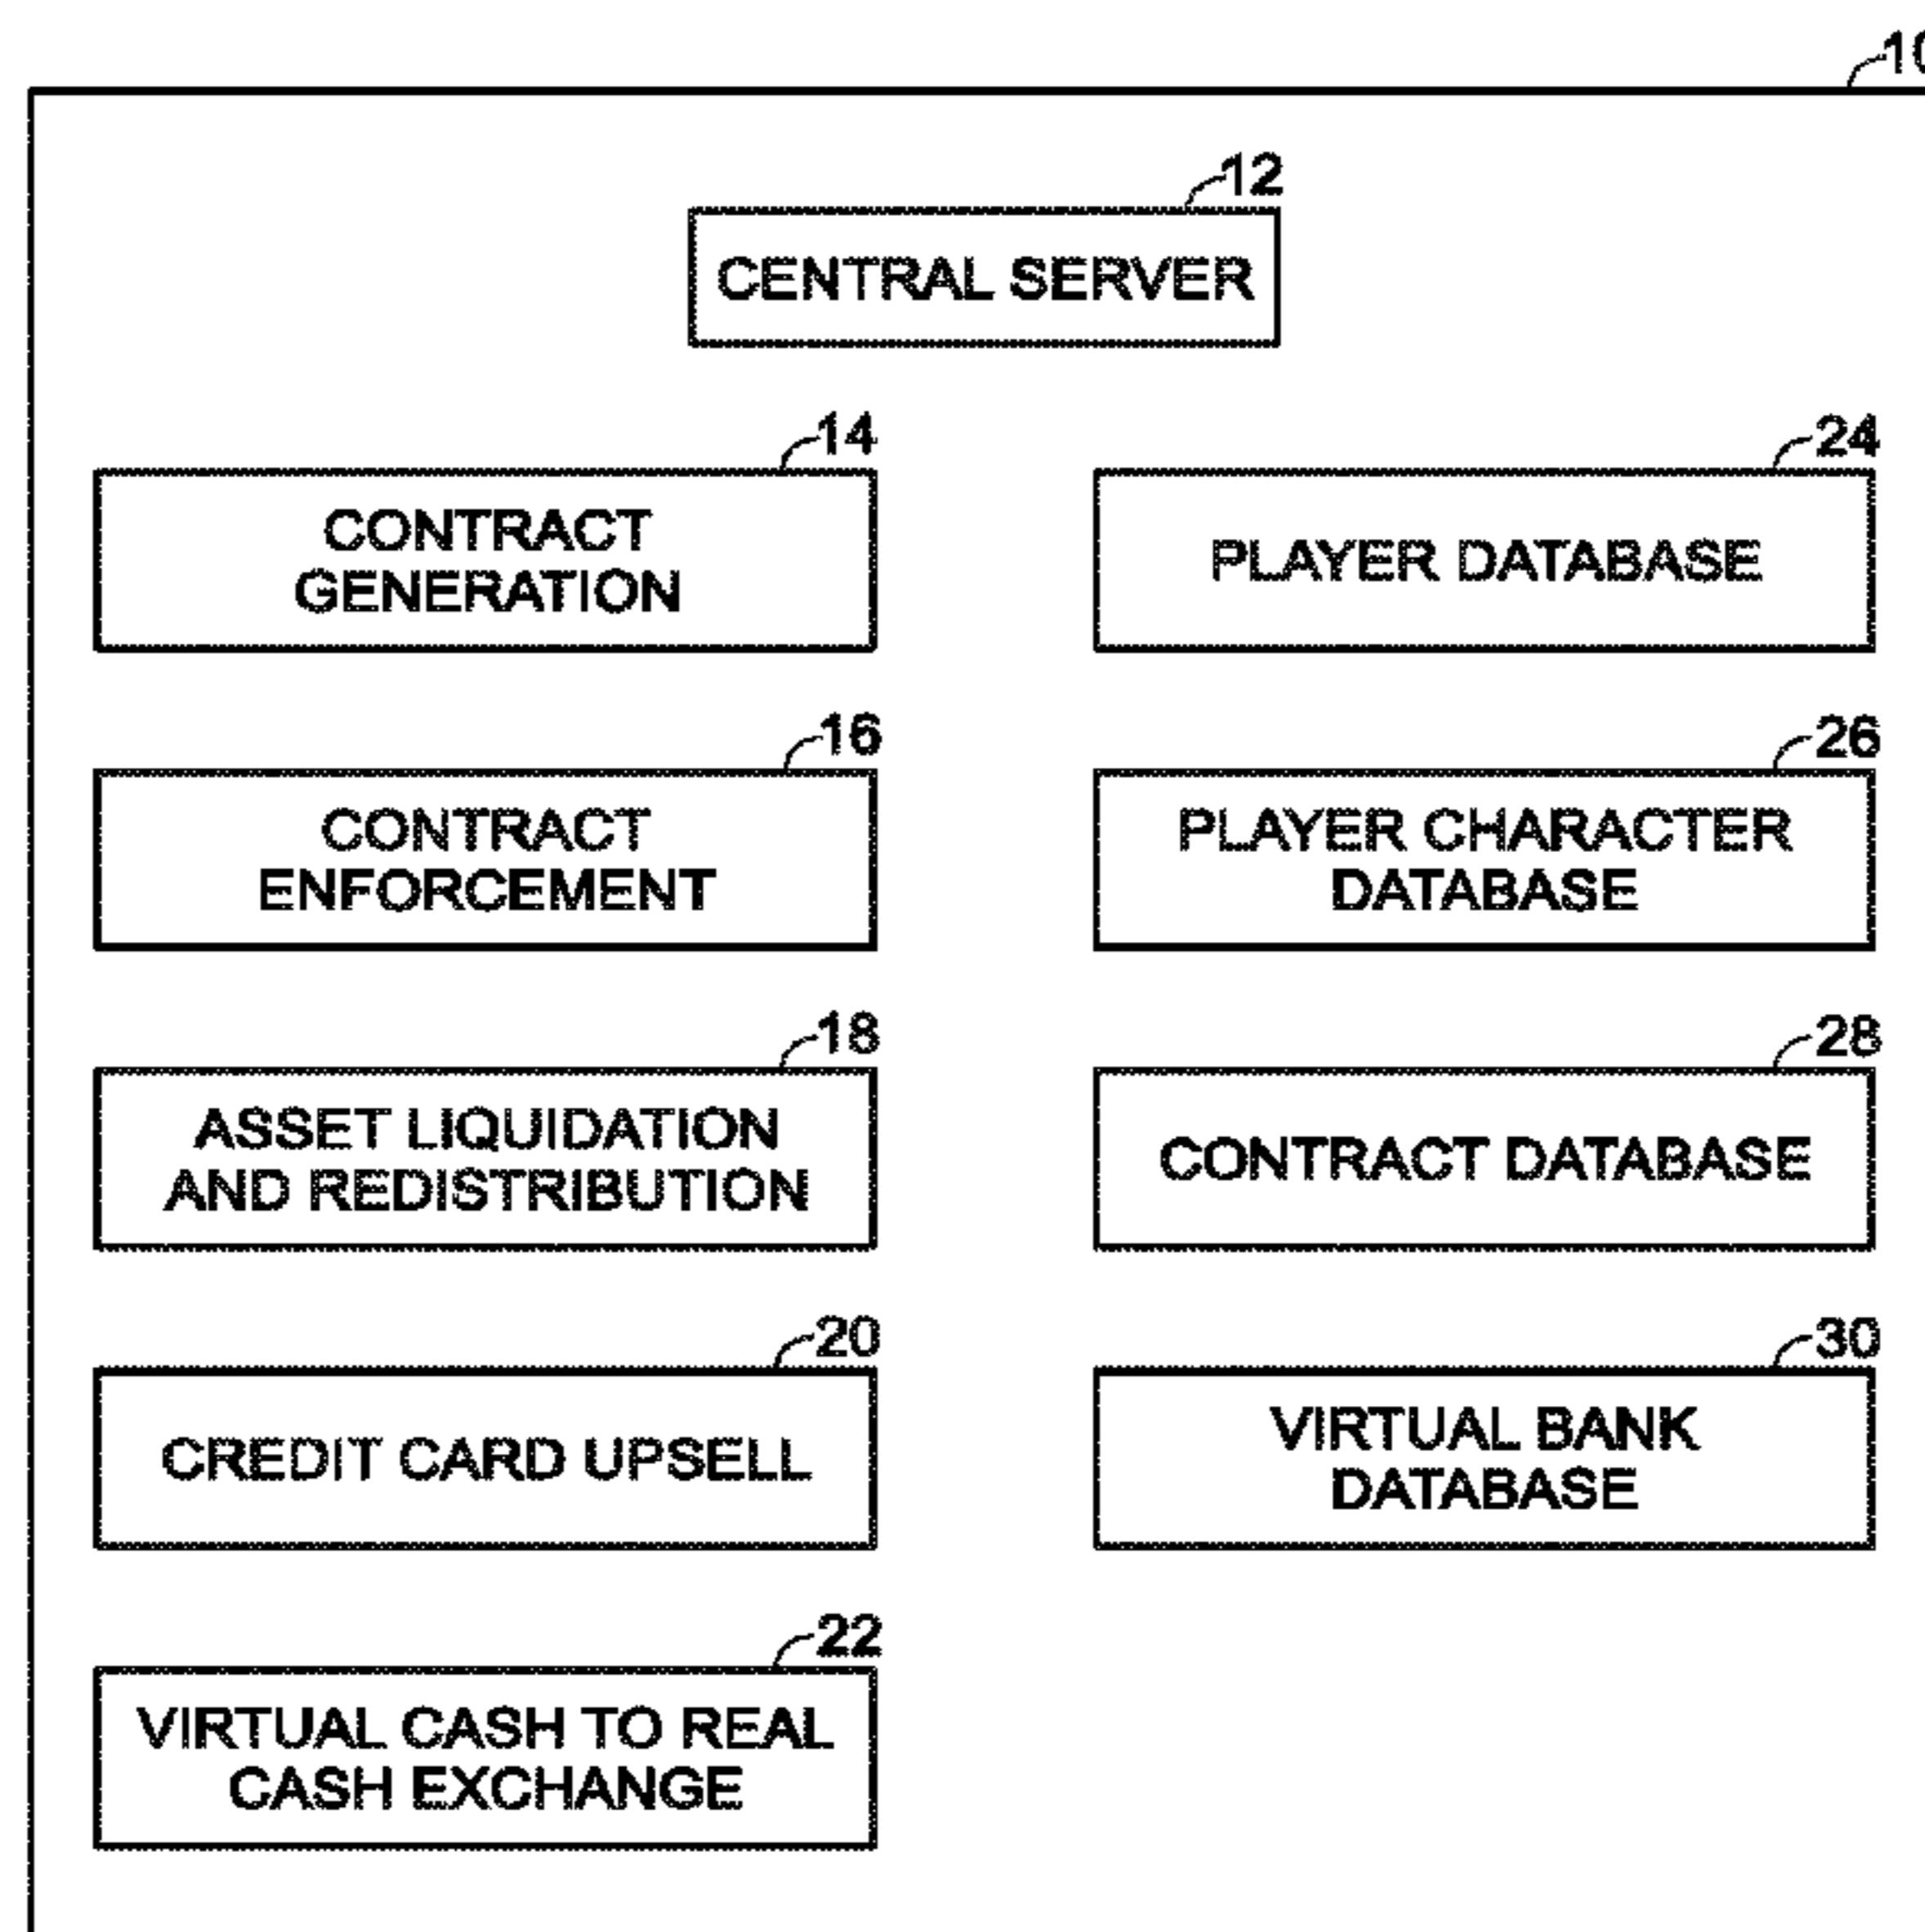 10
12
CENTRAL SERVER
14
CONTRACT
GENERATION
24
PLAYER DATABASE
16
CONTRACT
ENFORCEMENT
26
PLAYER CHARACTER
DATABASE
18
ASSET LIQUIDATION
AND REDISTRIBUTION
28
CONTRACT DATABASE
20
CREDIT CARD UPSELL
30
VIRTUAL BANK
DATABASE
22
VIRTUAL CASH TO REAL
CASH EXCHANGE